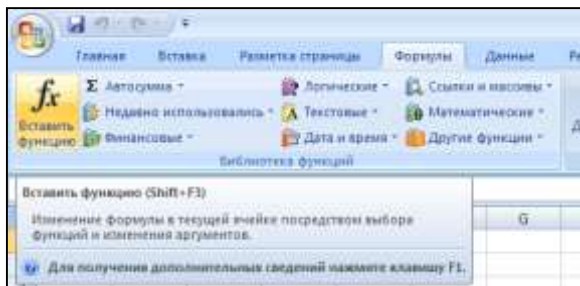 Главная Вставка Разметка страницы Формулы Данные Ре
fx Σ Автосумма Логические Ссылки и массивы
Недавно использовались Текстовые Математические
Вставить функцию Финансовые Дата и время Другие функции
Библиотека функций
Вставить функцию (Shift+F3)
Изменение формулы в текущей ячейке посредством выбора
функций и изменения аргументов.
Для получения дополнительных сведений нажмите клавишу F1.
G